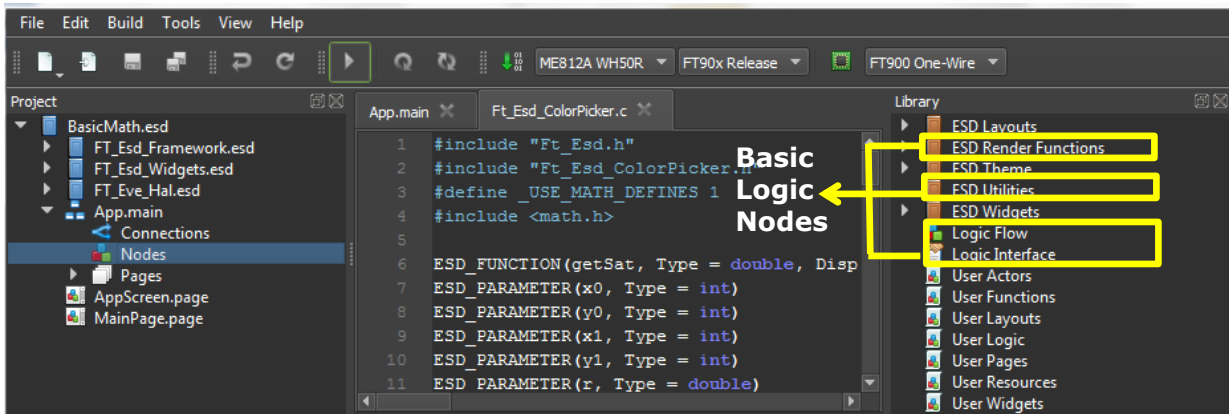 File Edit Build Tools View Help
ME812A WH50R FT90x Release FT900 One-Wire
Project
BasicMath.esd
FT_Esd_Framework.esd
FT_Esd_Widgets.esd
FT_Eve_Hal.esd
App.main
Connections
Nodes
Pages
AppScreen.page
MainPage.page
App.main Ft_Esd_ColorPicker.c
1 #include "Ft_Esd.h"
2 #include "Ft_Esd_ColorPicker.h"
3 #define _USE_MATH_DEFINES 1
4 #include <math.h>
5
6 ESD_FUNCTION(getSat, Type = double, Disp
7 ESD_PARAMETER(x0, Type = int)
8 ESD_PARAMETER(y0, Type = int)
9 ESD_PARAMETER(x1, Type = int)
10 ESD_PARAMETER(y1, Type = int)
11 ESD_PARAMETER(r, Type = double)
Basic
Logic
Nodes
Library
ESD Layouts
ESD Render Functions
ESD Theme
ESD Utilities
ESD Widgets
Logic Flow
Logic Interface
User Actors
User Functions
User Layouts
User Logic
User Pages
User Resources
User Widgets